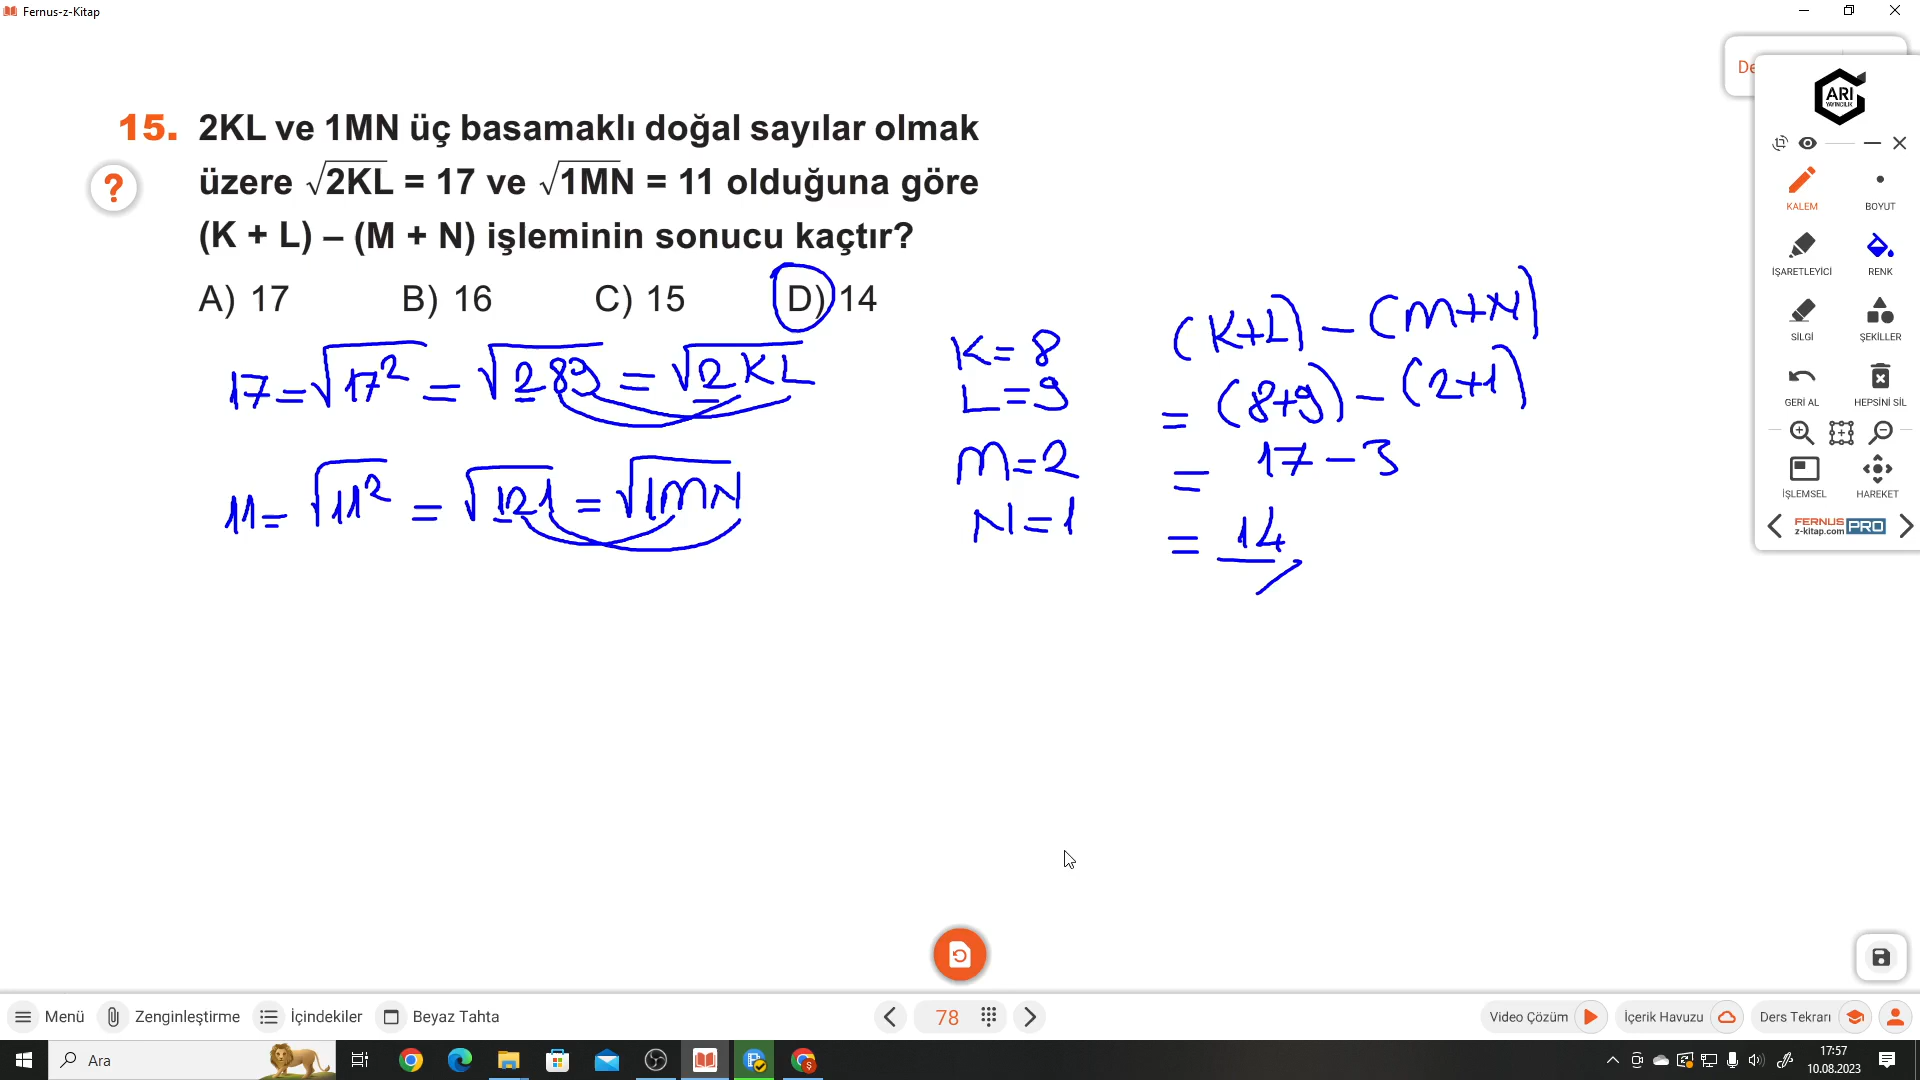 Fernus-z-Kitap
De
ARI
YAYINCILIK
15. 2KL ve 1MN üç basamaklı doğal sayılar olmak
üzere √2KL = 17 ve √1MN = 11 olduğuna göre
(K + L) – (M + N) işleminin sonucu kaçtır?
A) 17 B) 16 C) 15 D) 14
?
17 = √17² = √289 = √2KL
11 = √11² = √121 = √1MN
K = 8
L = 9
M = 2
N = 1
(K+L) – (M+N)
= (8+9) – (2+1)
= 17 – 3
= 14
KALEM BOYUT
İŞARETLEYİCİ RENK
SİLGİ ŞEKİLLER
GERİ AL HEPSİNİ SİL
İŞLEMSEL HAREKET
FERNUS PRO
z-kitap.com
Menü Zenginleştirme İçindekiler Beyaz Tahta 78 Video Çözüm İçerik Havuzu Ders Tekrarı
Ara
17:57
10.08.2023